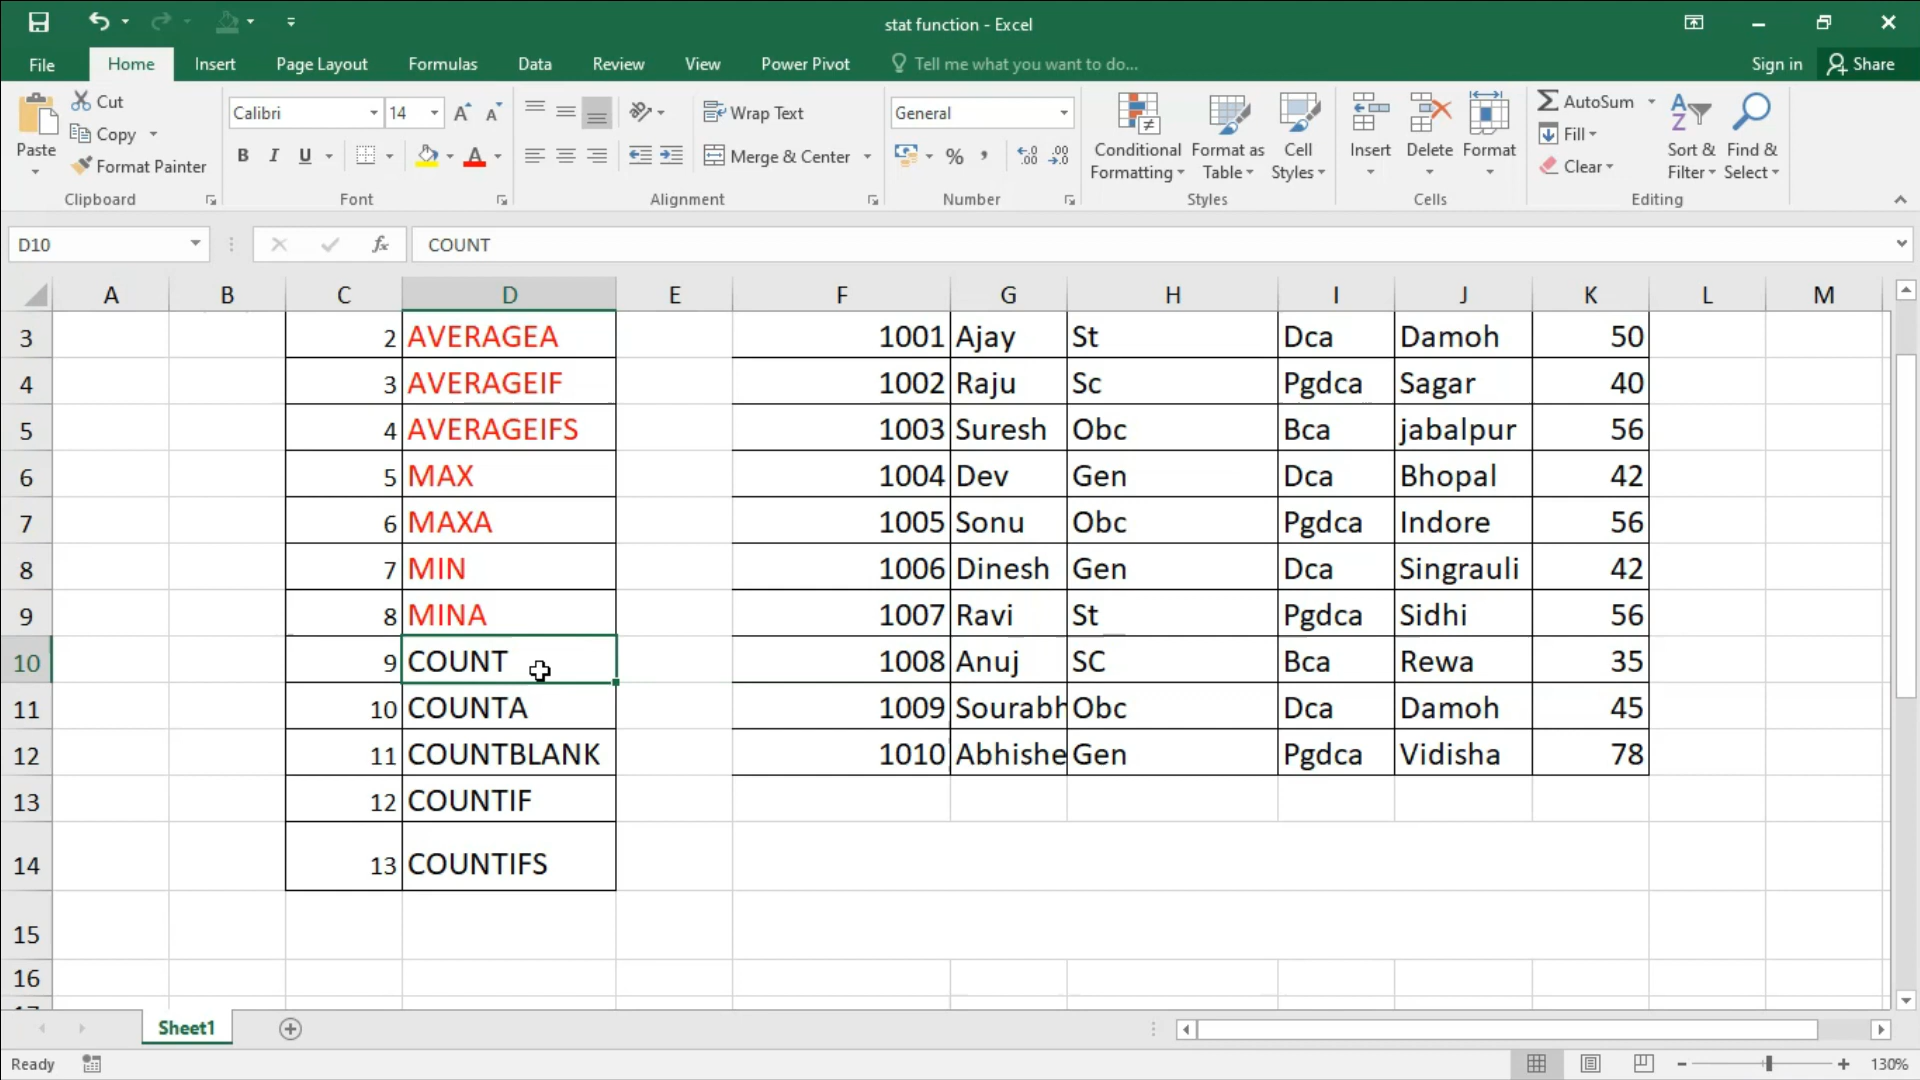 stat function - Excel
File Home Insert Page Layout Formulas Data Review View Power Pivot Tell me what you want to do... Sign in Share
Paste
Cut
Copy
Format Painter
Clipboard
Calibri 14
B I U
Font
Wrap Text
Merge & Center
Alignment
General
%
Number
Conditional Formatting
Format as Table
Cell Styles
Styles
Insert Delete Format
Cells
AutoSum
Fill
Clear
Sort & Filter
Find & Select
Editing
D10 fx COUNT
A B C D E F G H I J K L M
3 2 AVERAGEA 1001 Ajay St Dca Damoh 50
4 3 AVERAGEIF 1002 Raju Sc Pgdca Sagar 40
5 4 AVERAGEIFS 1003 Suresh Obc Bca jabalpur 56
6 5 MAX 1004 Dev Gen Dca Bhopal 42
7 6 MAXA 1005 Sonu Obc Pgdca Indore 56
8 7 MIN 1006 Dinesh Gen Dca Singrauli 42
9 8 MINA 1007 Ravi St Pgdca Sidhi 56
10 9 COUNT 1008 Anuj SC Bca Rewa 35
11 10 COUNTA 1009 Sourabh Obc Dca Damoh 45
12 11 COUNTBLANK 1010 Abhishe Gen Pgdca Vidisha 78
13 12 COUNTIF
14 13 COUNTIFS
15
16
Sheet1
Ready 130%